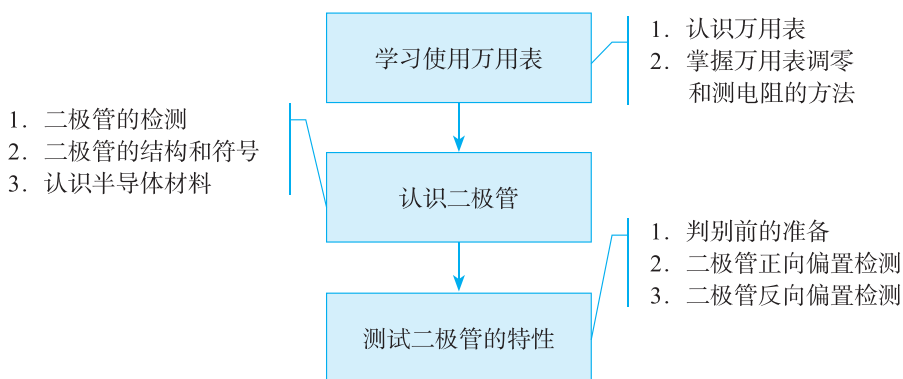 学习使用万用表
1. 认识万用表
2. 掌握万用表调零
和测电阻的方法
1. 二极管的检测
2. 二极管的结构和符号
3. 认识半导体材料
认识二极管
1. 判别前的准备
2. 二极管正向偏置检测
3. 二极管反向偏置检测
测试二极管的特性